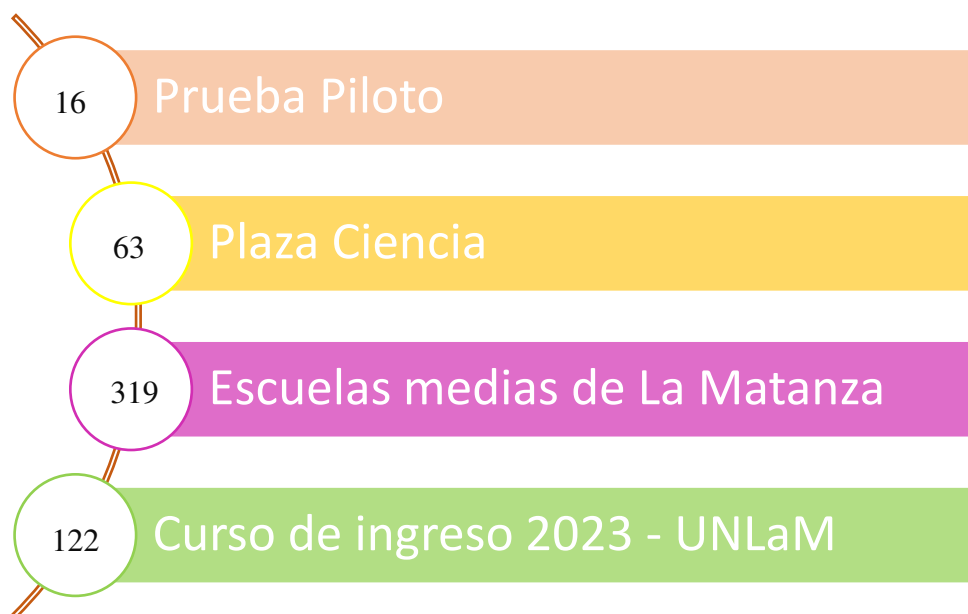 16
Prueba Piloto
63
Plaza Ciencia
319
Escuelas medias de La Matanza
122
Curso de ingreso 2023 - UNLaM